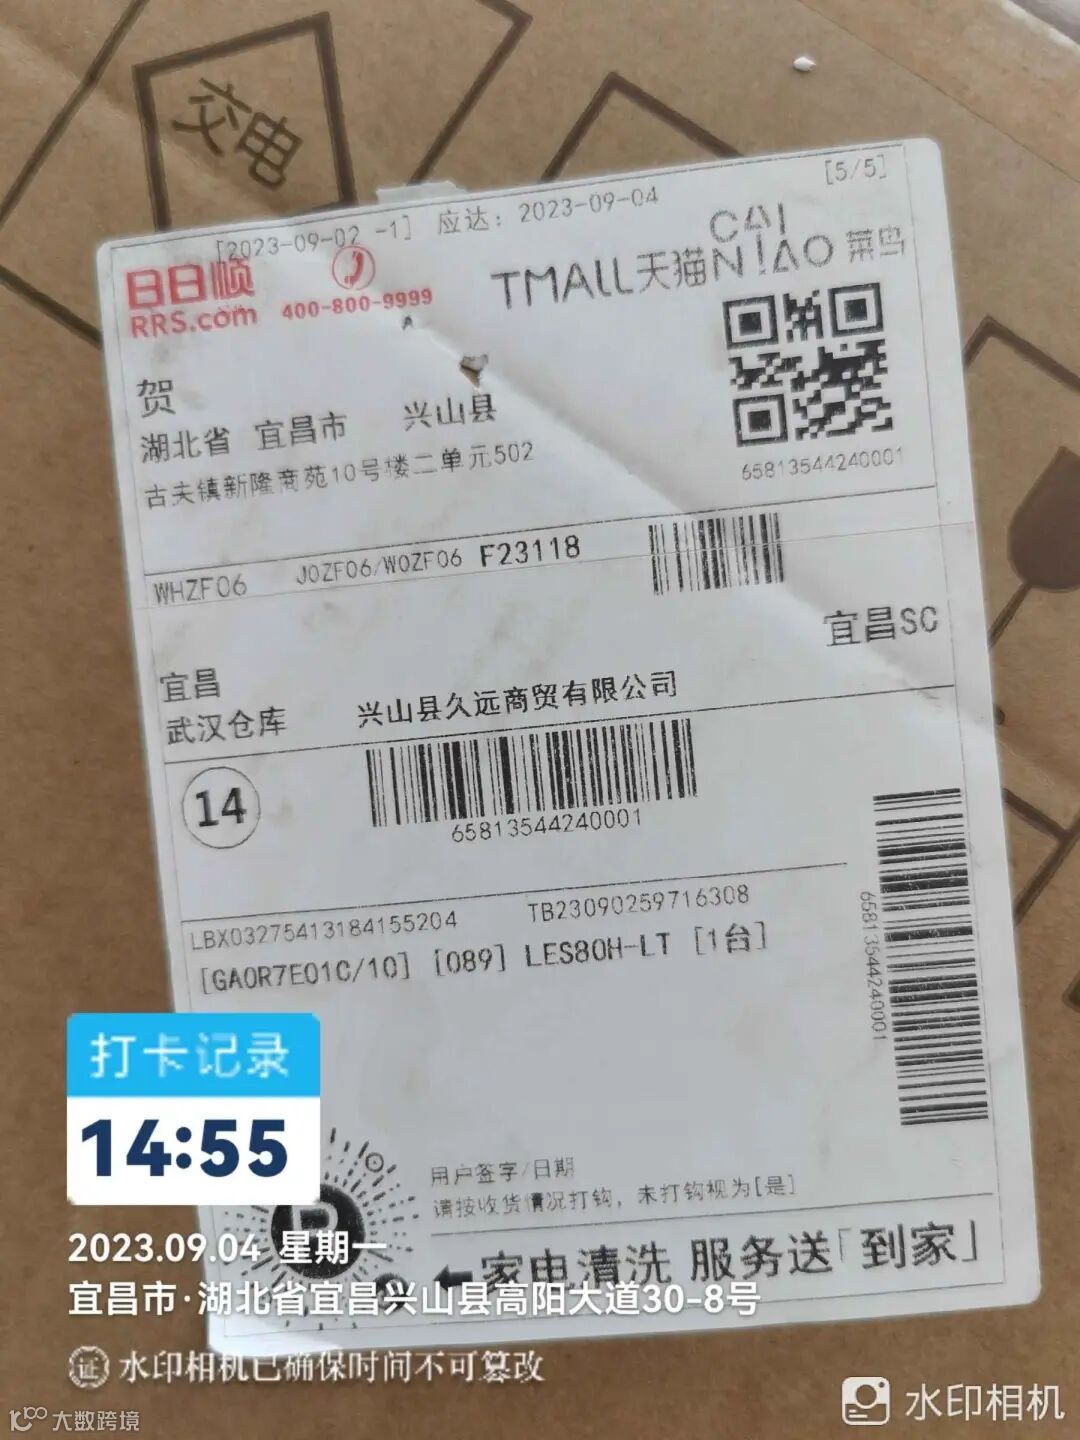 交电
[5/5]
[2023-09-02 -1] 应达：2023-09-04
日日顺
RRS.com
400-800-9999
TMALL天猫
CAI
NIAO 菜鸟
贺
湖北省 宜昌市 兴山县
古夫镇新隆商苑10号楼二单元502
65813544240001
WHZF06 J0ZF06/W0ZF06 F23118
宜昌SC
宜昌
武汉仓库
兴山县久远商贸有限公司
14
65813544240001
65813544240001
LBX03275413184155204 TB23090259716308
[GA0R7E01C/10] [089] LES80H-LT [1台]
打卡记录
14:55
用户签字/日期
请按收货情况打钩，未打钩视为[是]
家电清洗 服务送「到家」
2023.09.04 星期一
宜昌市·湖北省宜昌兴山县高阳大道30-8号
证 水印相机已确保时间不可篡改
水印相机
大数跨境